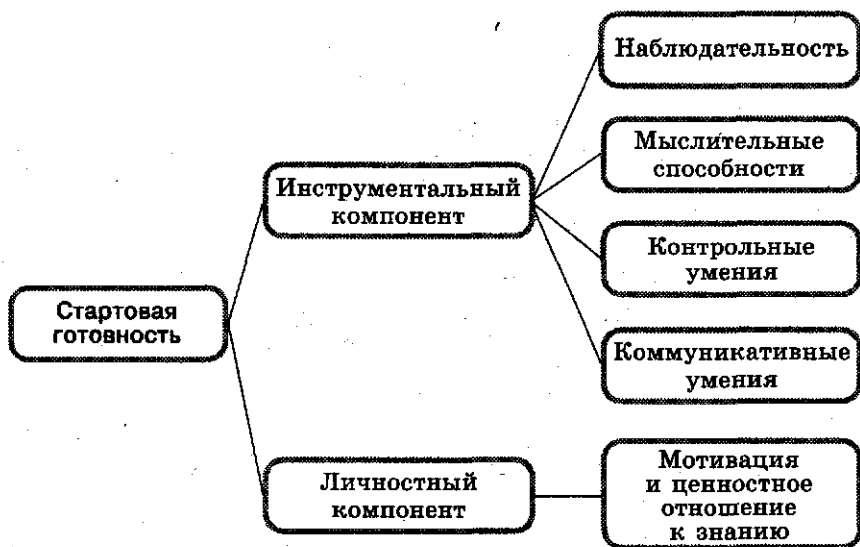 Наблюдательность
Мыслительные
способности
Инструментальный
компонент
Контрольные
умения
Стартовая
готовность
Коммуникативные
умения
Личностный
компонент
Мотивация
и ценностное
отношение
к знанию